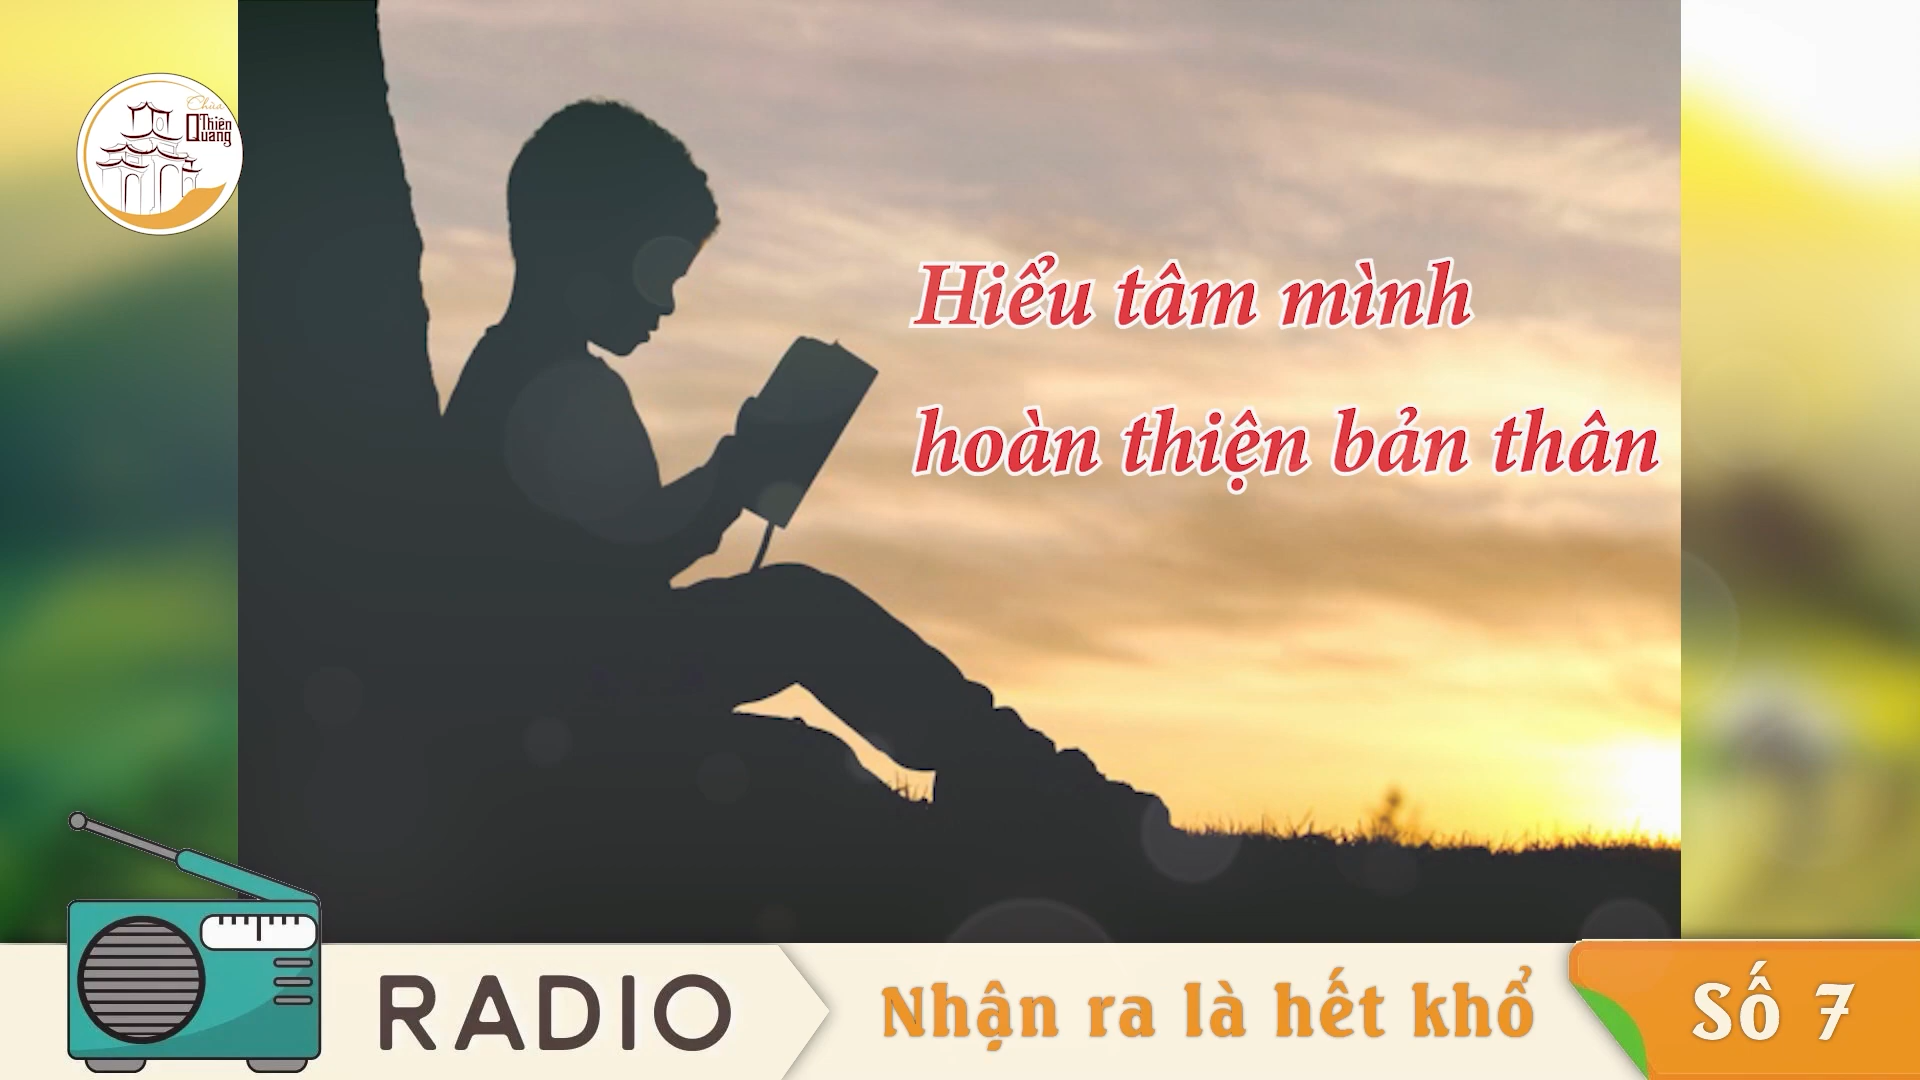 Chùa
Thiên
Quang
Hiểu tâm mình
hoàn thiện bản thân
RADIO
Nhận ra là hết khổ
Số 7